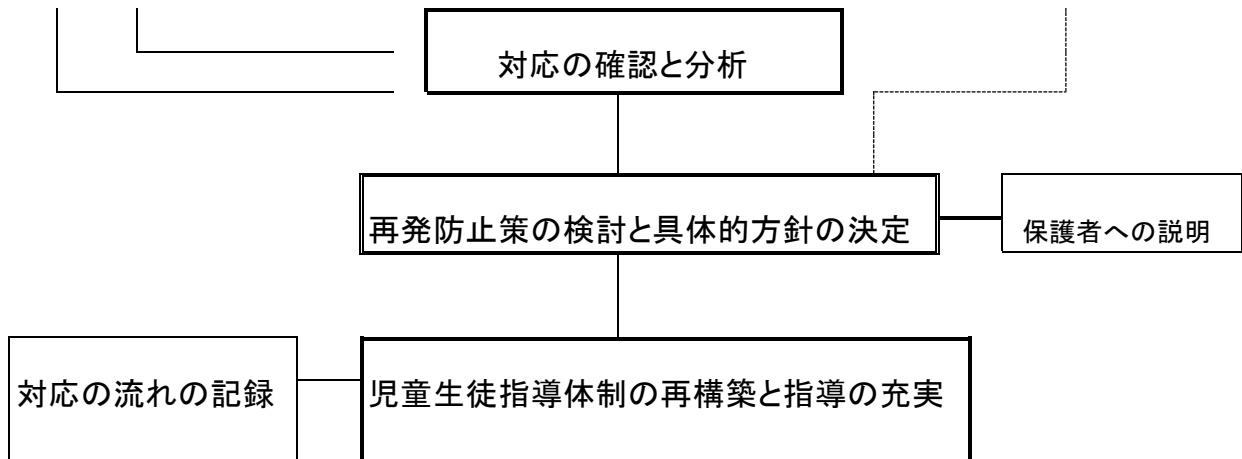 対応の確認と分析
再発防止策の検討と具体的方針の決定
保護者への説明
対応の流れの記録
児童生徒指導体制の再構築と指導の充実